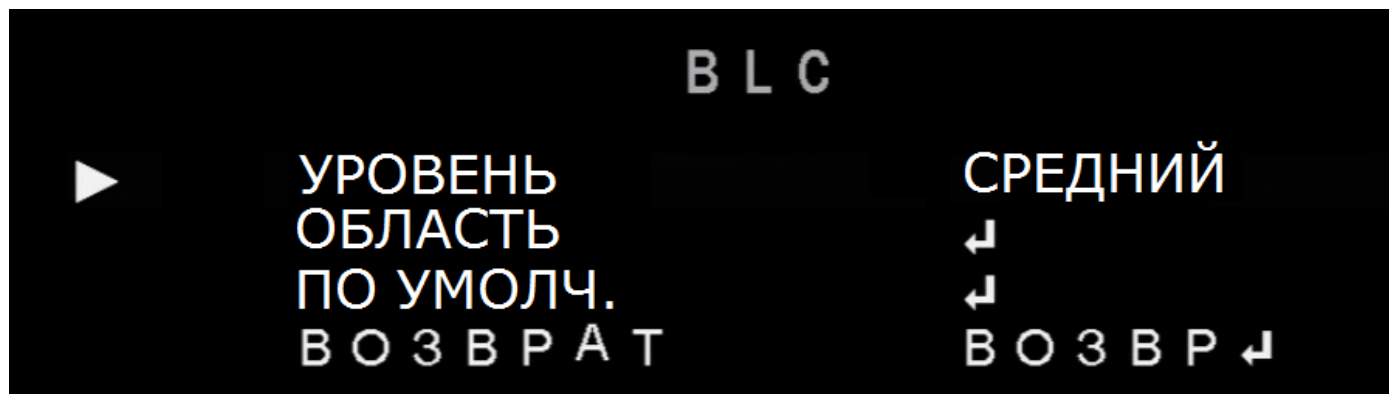 BLC
► УРОВЕНЬ СРЕДНИЙ
ОБЛАСТЬ ↲
ПО УМОЛЧ. ↲
ВОЗВРАТ ВОЗВР↲